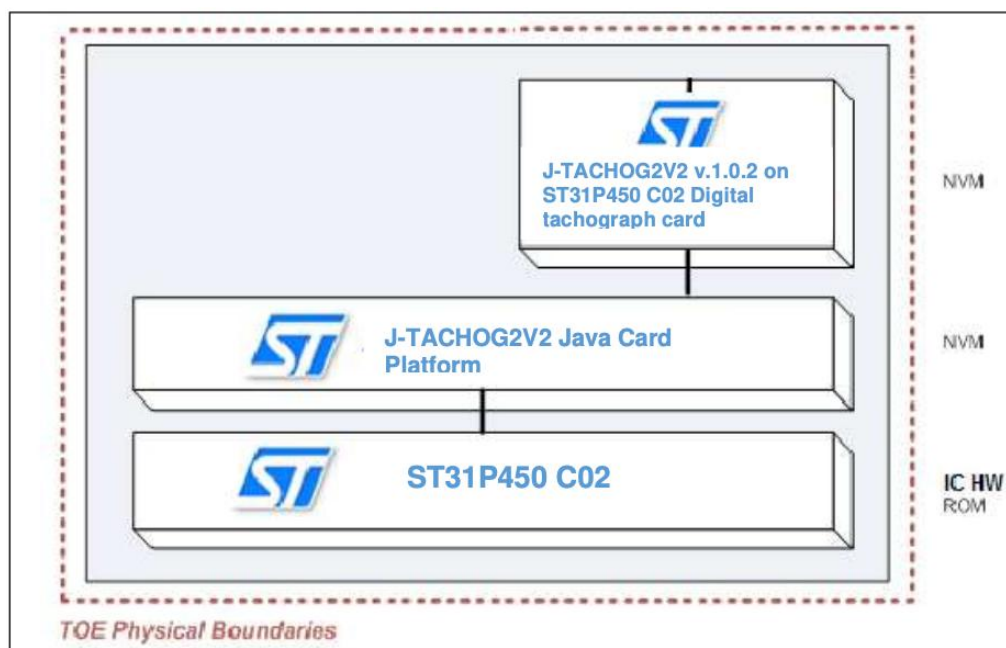 ST
J-TACHOG2V2 v.1.0.2 on
ST31P450 C02 Digital
tachograph card
NVM
ST
J-TACHOG2V2 Java Card
Platform
NVM
ST
ST31P450 C02
IC HW
ROM
TOE Physical Boundaries